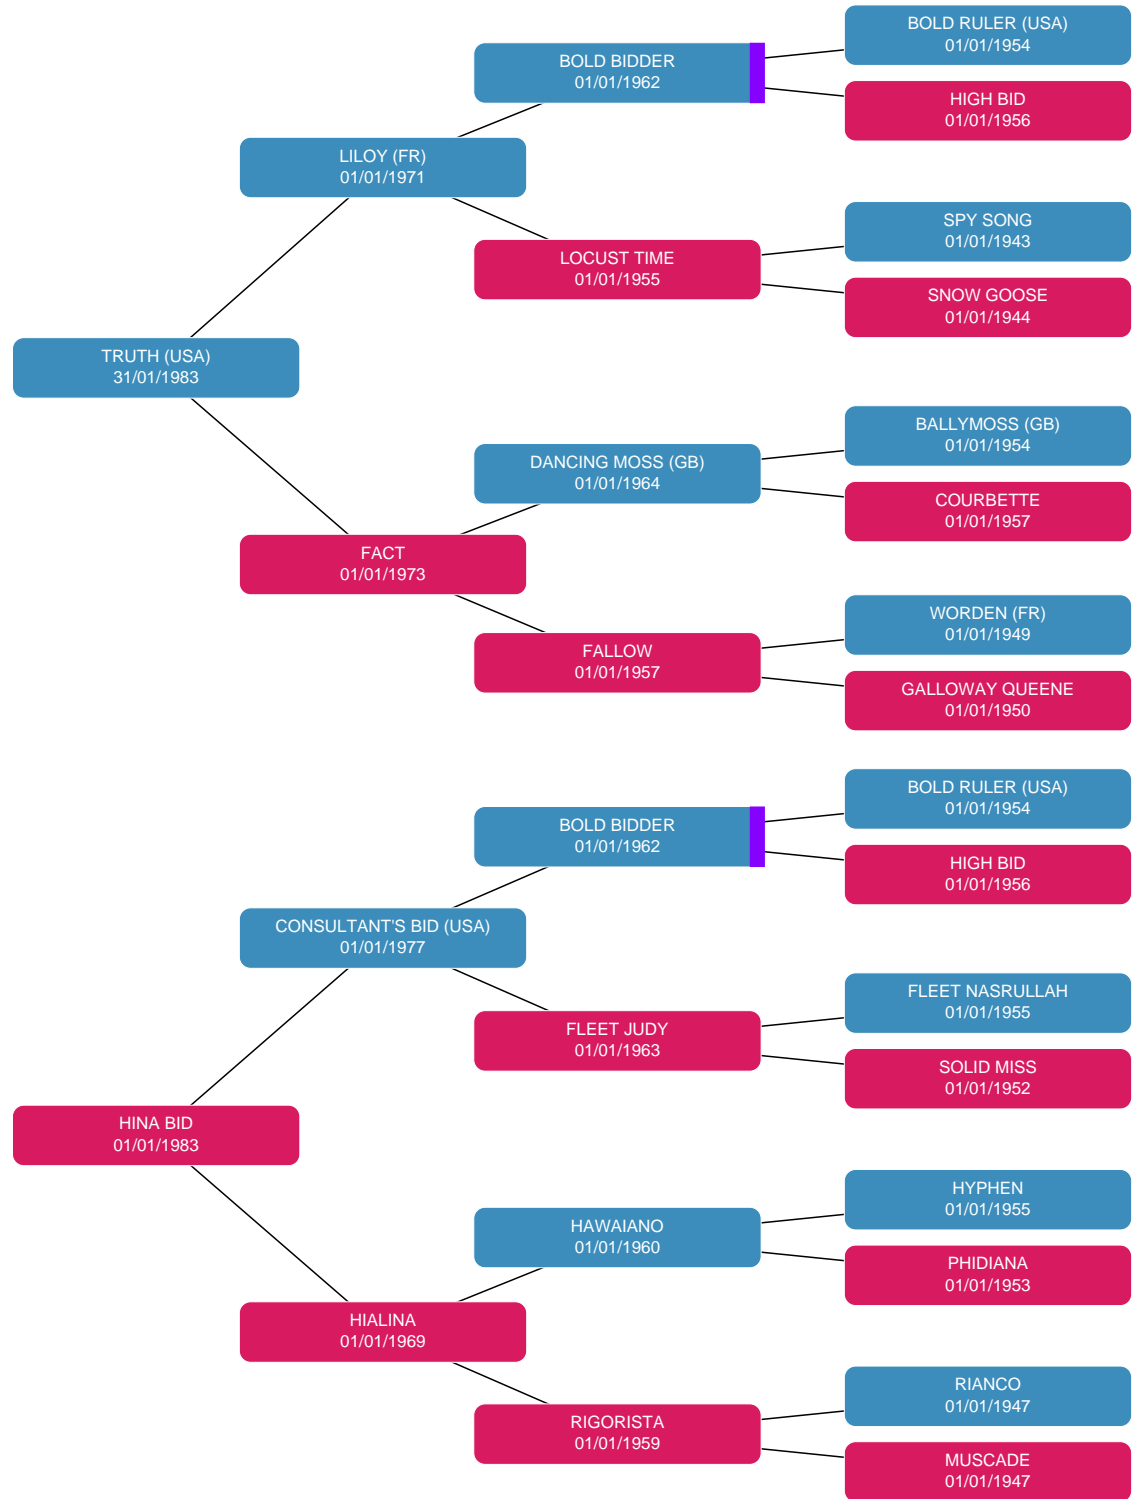 BOLD RULER (USA)
01/01/1954
BOLD BIDDER
01/01/1962
HIGH BID
01/01/1956
LILOY (FR)
01/01/1971
SPY SONG
01/01/1943
LOCUST TIME
01/01/1955
SNOW GOOSE
01/01/1944
TRUTH (USA)
31/01/1983
BALLYMOSS (GB)
01/01/1954
DANCING MOSS (GB)
01/01/1964
COURBETTE
01/01/1957
FACT
01/01/1973
WORDEN (FR)
01/01/1949
FALLOW
01/01/1957
GALLOWAY QUEENE
01/01/1950
BOLD RULER (USA)
01/01/1954
BOLD BIDDER
01/01/1962
HIGH BID
01/01/1956
CONSULTANT'S BID (USA)
01/01/1977
FLEET NASRULLAH
01/01/1955
FLEET JUDY
01/01/1963
SOLID MISS
01/01/1952
HINA BID
01/01/1983
HYPHEN
01/01/1955
HAWAIANO
01/01/1960
PHIDIANA
01/01/1953
HIALINA
01/01/1969
RIANCO
01/01/1947
RIGORISTA
01/01/1959
MUSCADE
01/01/1947